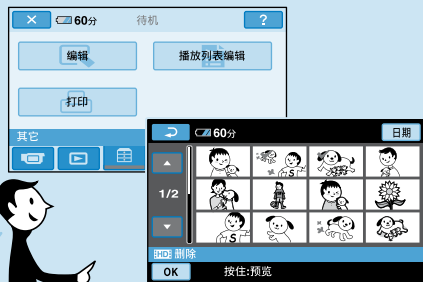 60分 待机 ?
编辑 播放列表编辑
打印
其它
60分 日期
1/2
S
S
HD 删除
OK 按住:预览